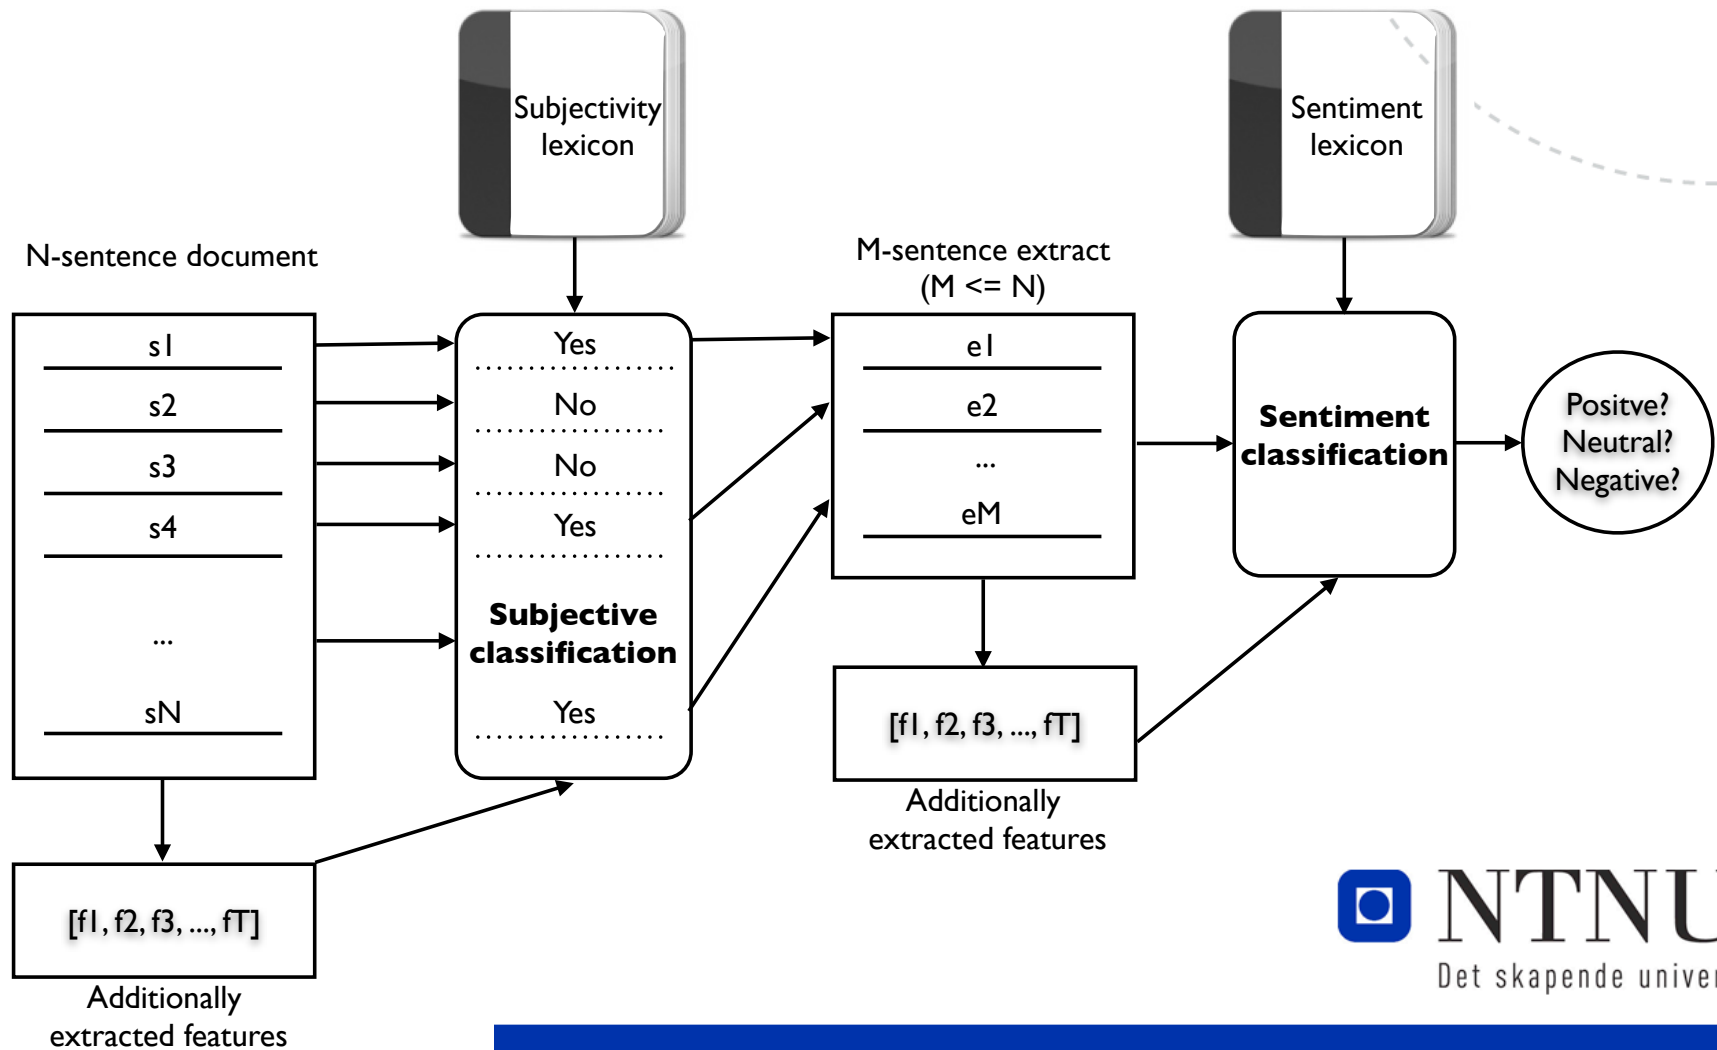 Subjectivity
lexicon
Sentiment
lexicon
N-sentence document
M-sentence extract
(M <= N)
s1
s2
s3
s4
...
sN
Yes
No
No
Yes
Subjective
classification
Yes
e1
e2
...
eM
Sentiment
classification
Positve?
Neutral?
Negative?
[f1, f2, f3, ..., fT]
Additionally
extracted features
[f1, f2, f3, ..., fT]
Additionally
extracted features
NTNU
Det skapende univer